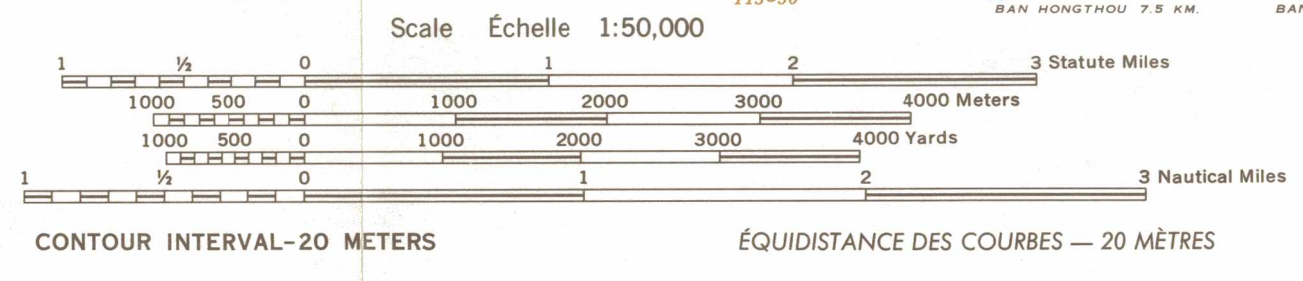 BAN HONGTHOU 7.5 KM.
Scale Échelle 1:50,000
1 ½ 0 1 2 3 Statute Miles
1000 500 0 1000 2000 3000 4000 Meters
1000 500 0 1000 2000 3000 4000 Yards
1 ½ 0 1 2 3 Nautical Miles
CONTOUR INTERVAL-20 METERS
ÉQUIDISTANCE DES COURBES — 20 MÈTRES